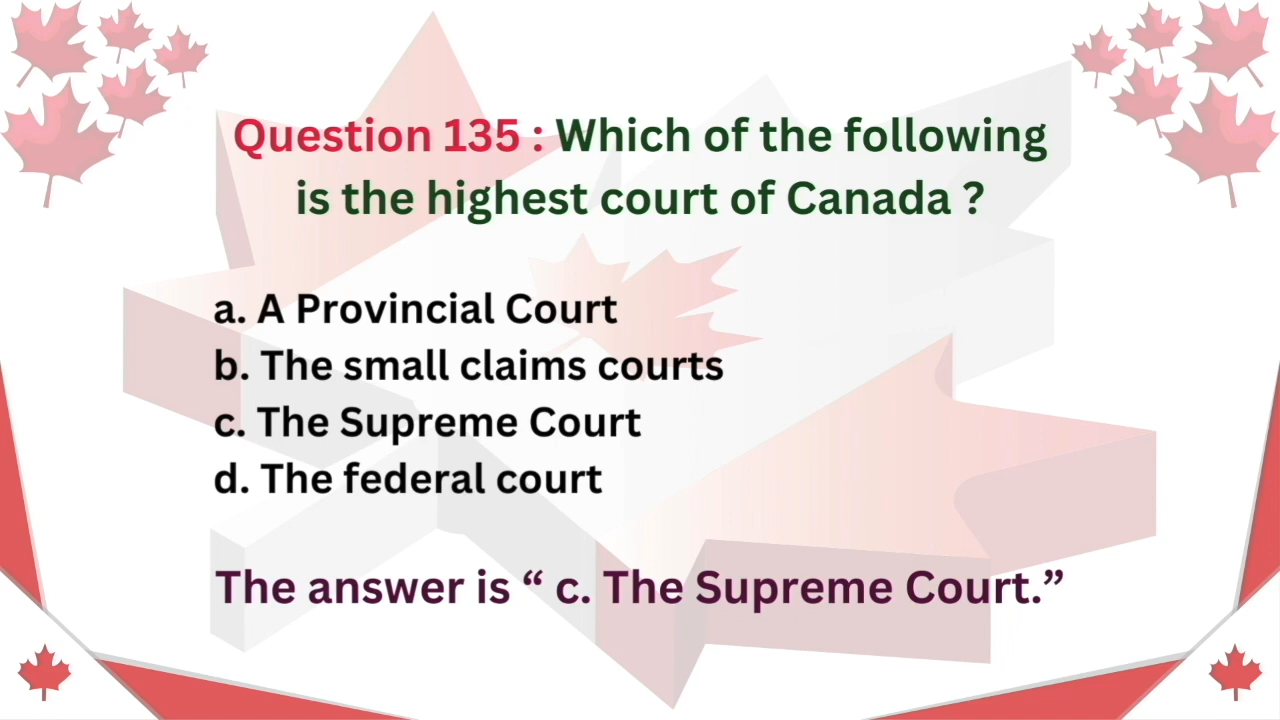 Question 135 : Which of the following
is the highest court of Canada ?
a. A Provincial Court
b. The small claims courts
c. The Supreme Court
d. The federal court
The answer is “ c. The Supreme Court.”